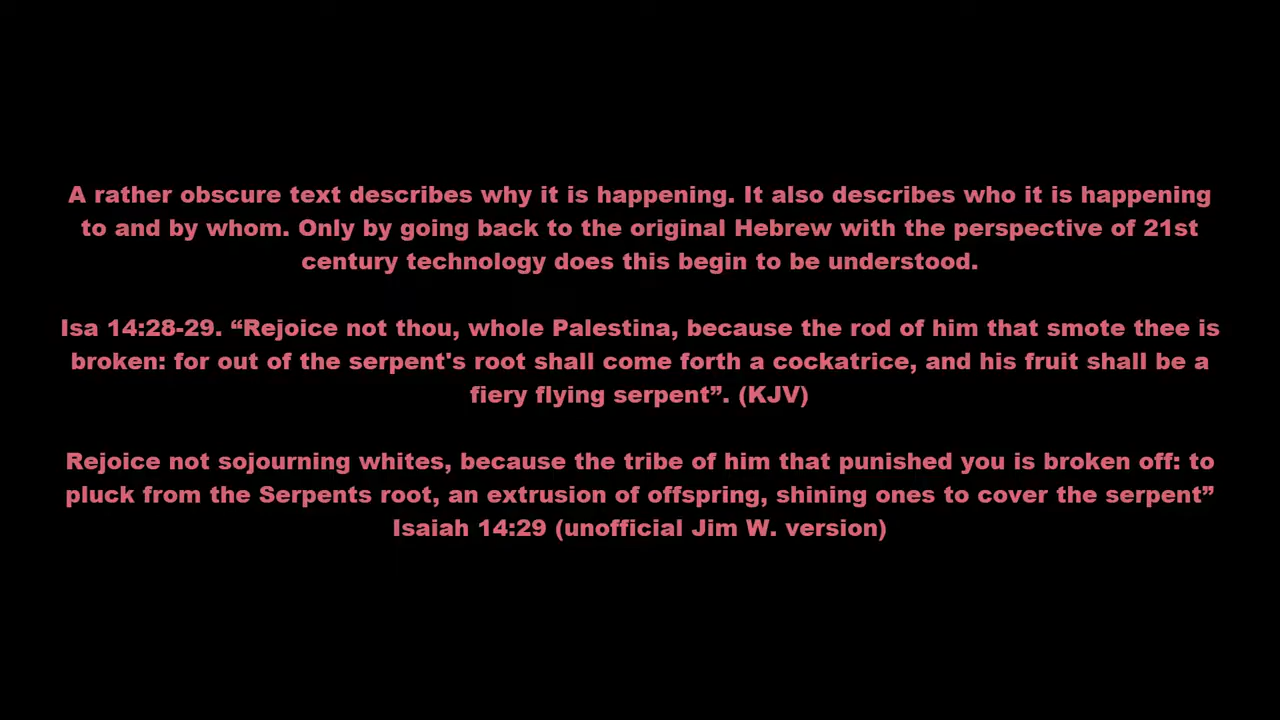 A rather obscure text describes why it is happening. It also describes who it is happening
to and by whom. Only by going back to the original Hebrew with the perspective of 21st
century technology does this begin to be understood.
Isa 14:28-29. “Rejoice not thou, whole Palestina, because the rod of him that smote thee is
broken: for out of the serpent's root shall come forth a cockatrice, and his fruit shall be a
fiery flying serpent”. (KJV)
Rejoice not sojourning whites, because the tribe of him that punished you is broken off: to
pluck from the Serpents root, an extrusion of offspring, shining ones to cover the serpent”
Isaiah 14:29 (unofficial Jim W. version)